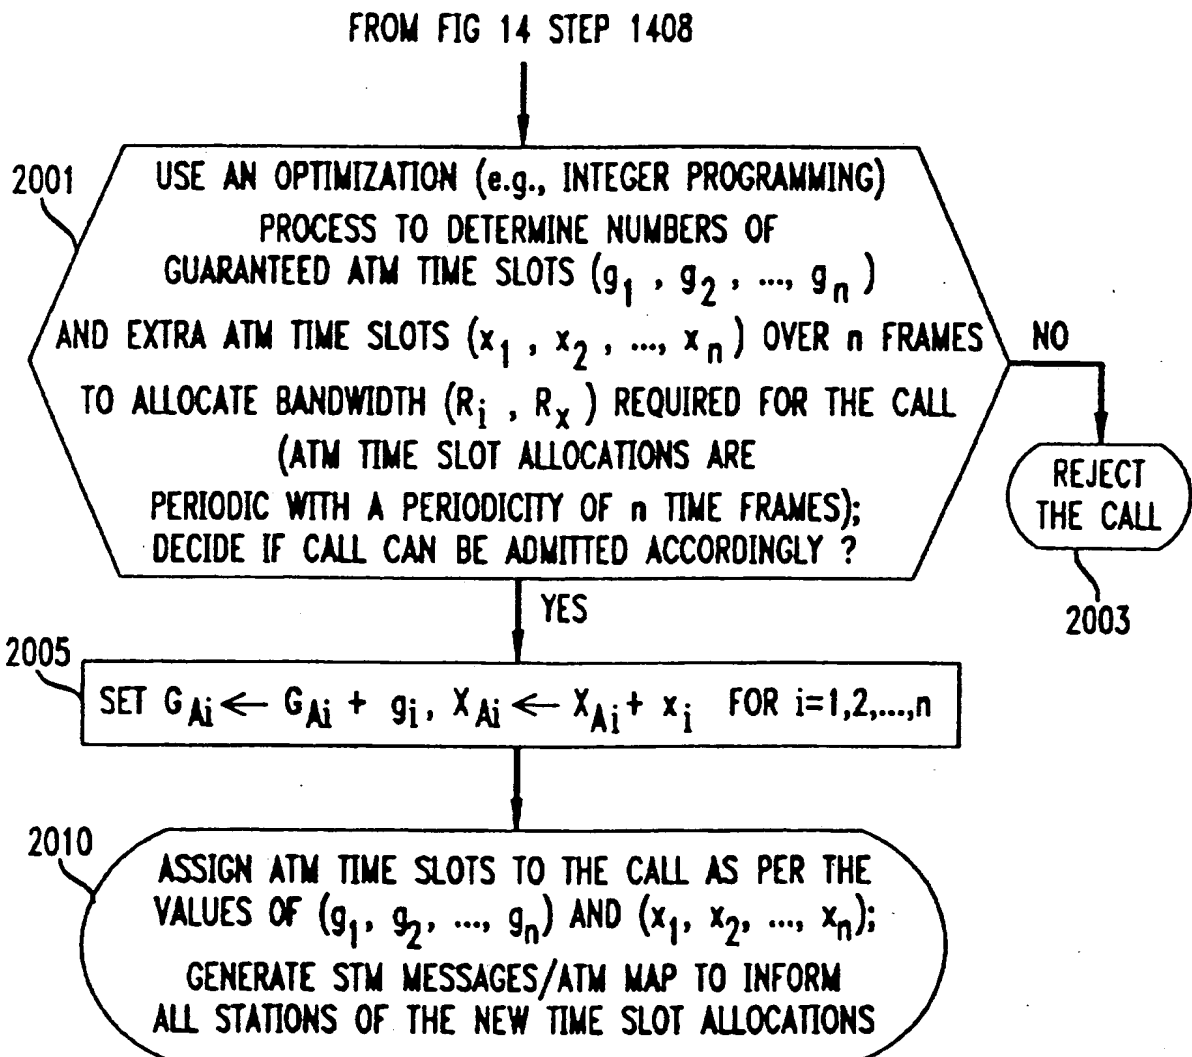 FROM FIG 14 STEP 1408
2001
USE AN OPTIMIZATION (e.g., INTEGER PROGRAMMING)
PROCESS TO DETERMINE NUMBERS OF
GUARANTEED ATM TIME SLOTS (g1 , g2 , ..., gn )
AND EXTRA ATM TIME SLOTS (x1 , x2 , ..., xn ) OVER n FRAMES
TO ALLOCATE BANDWIDTH (Ri , Rx ) REQUIRED FOR THE CALL
(ATM TIME SLOT ALLOCATIONS ARE
PERIODIC WITH A PERIODICITY OF n TIME FRAMES);
DECIDE IF CALL CAN BE ADMITTED ACCORDINGLY ?
NO
REJECT
THE CALL
2003
YES
2005
SET GAi ← GAi + gi, XAi ← XAi + xi FOR i=1,2,...,n
2010
ASSIGN ATM TIME SLOTS TO THE CALL AS PER THE
VALUES OF (g1, g2, ..., gn) AND (x1, x2, ..., xn);
GENERATE STM MESSAGES/ATM MAP TO INFORM
ALL STATIONS OF THE NEW TIME SLOT ALLOCATIONS